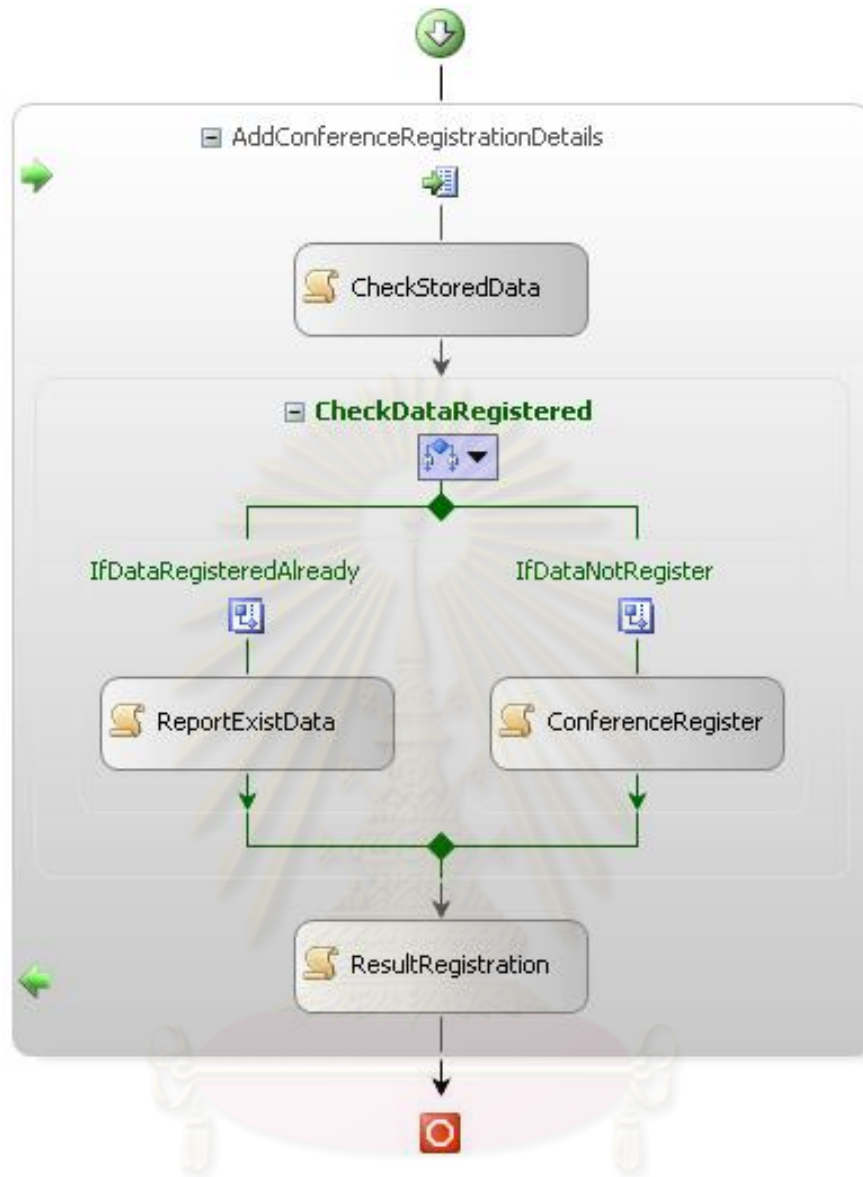 AddConferenceRegistrationDetails
CheckStoredData
CheckDataRegistered
IfDataRegisteredAlready
IfDataNotRegister
ReportExistData
ConferenceRegister
ResultRegistration